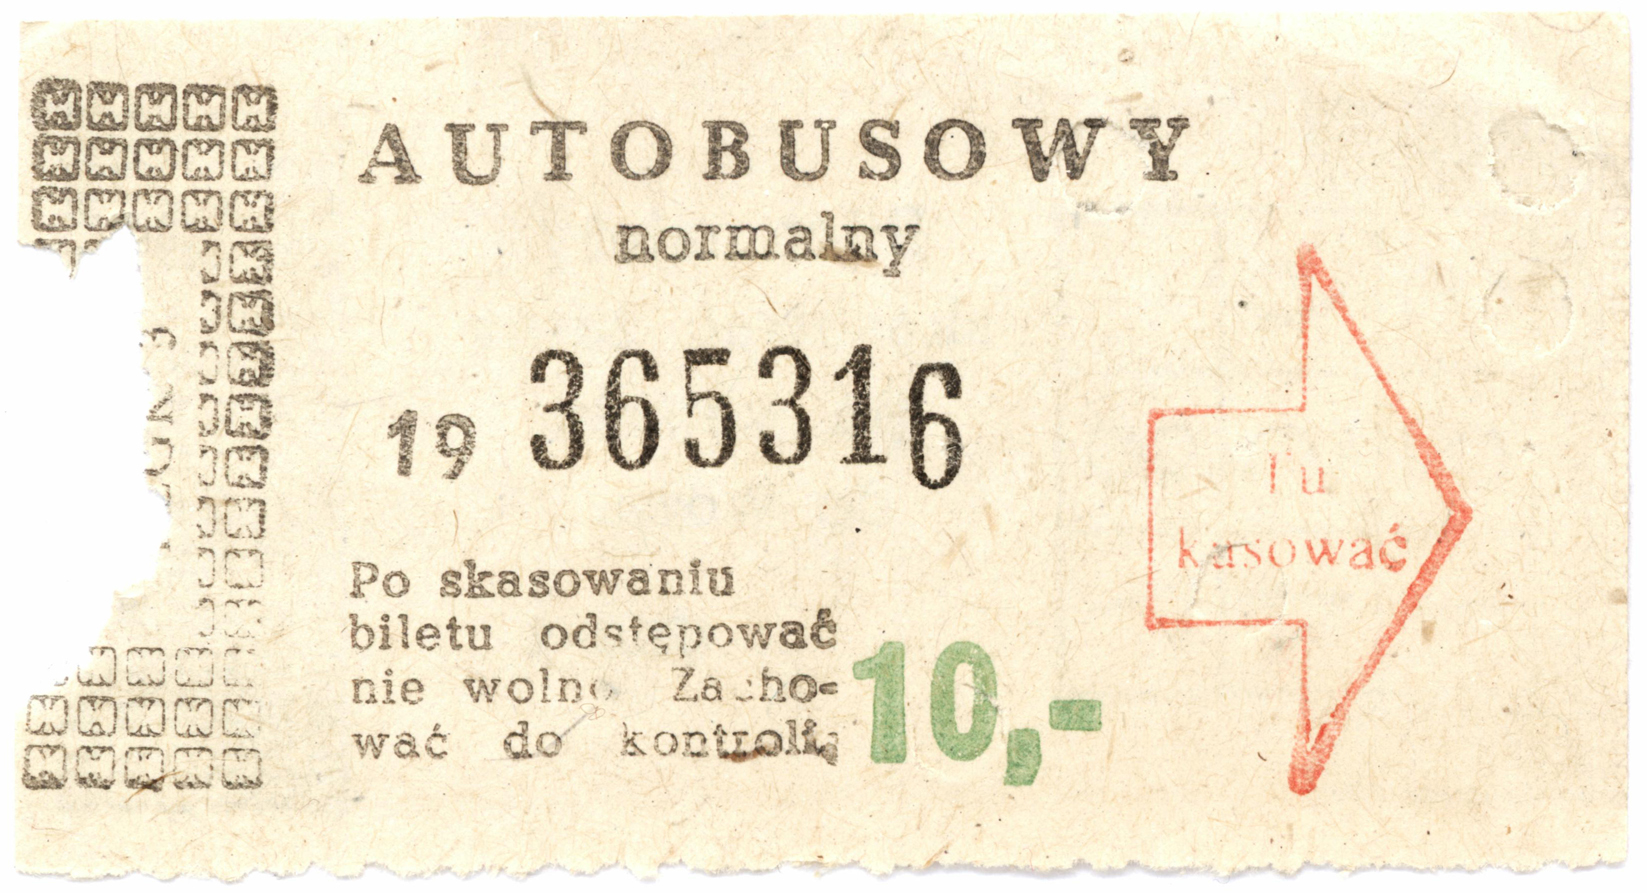 AUTOBUSOWY
normalny
19 365316
Po skasowaniu
biletu odstępować
nie wolno Zacho=
wać do kontroli.
10,-
Tu
kasować